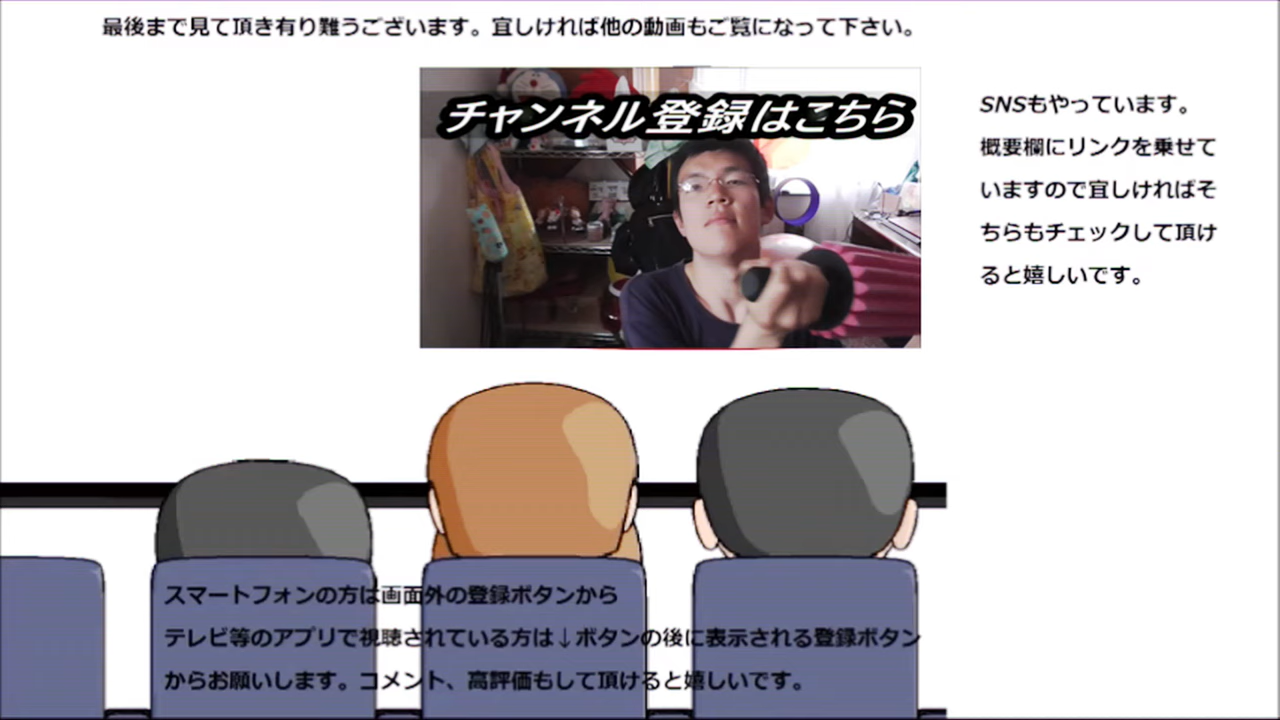 最後まで見て頂き有り難うございます。宜しければ他の動画もご覧になって下さい。
チャンネル登録はこちら
SNSもやっています。
概要欄にリンクを乗せて
いますので宜しければそ
ちらもチェックして頂け
ると嬉しいです。
スマートフォンの方は画面外の登録ボタンから
テレビ等のアプリで視聴されている方は↓ボタンの後に表示される登録ボタン
からお願いします。コメント、高評価もして頂けると嬉しいです。